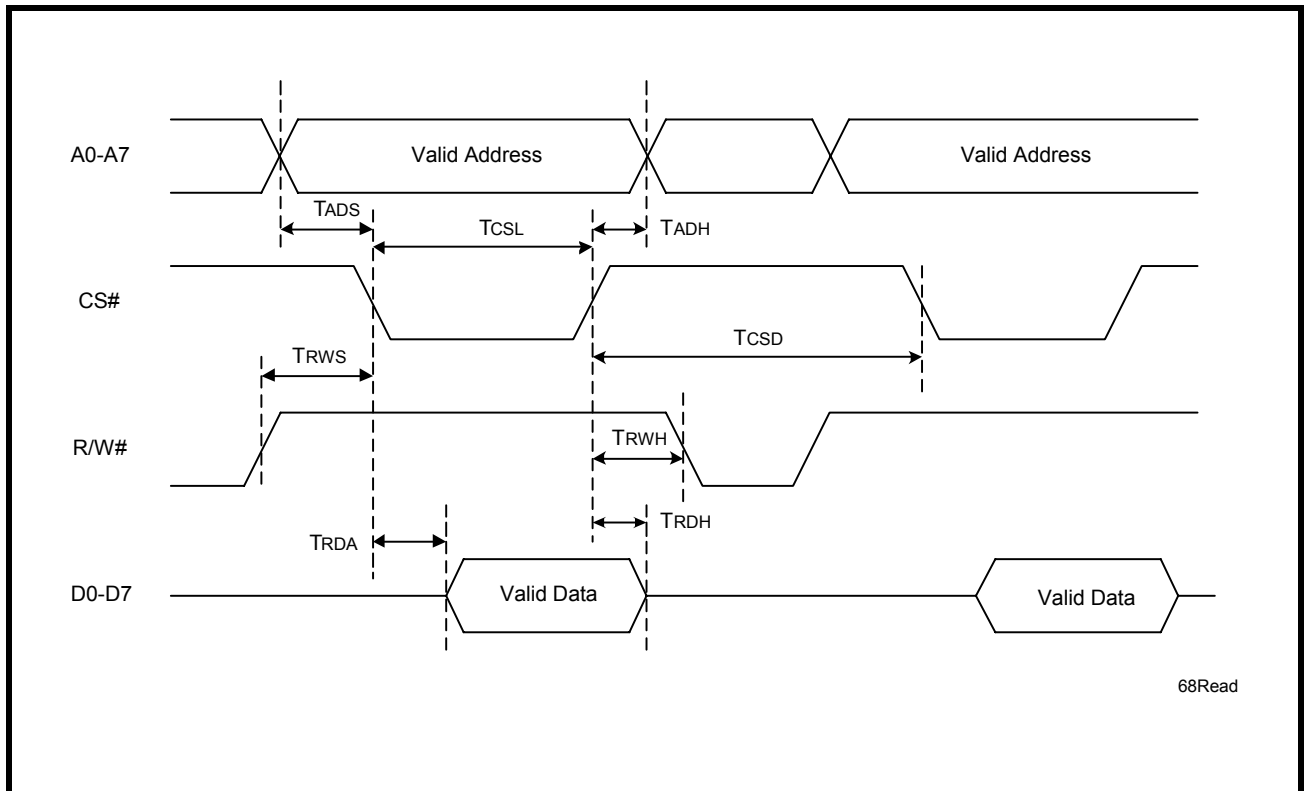 A0-A7
Valid Address
Valid Address
TADS
TCSL
TADH
CS#
TRWS
TCSD
R/W#
TRWH
TRDA
TRDH
D0-D7
Valid Data
Valid Data
68Read